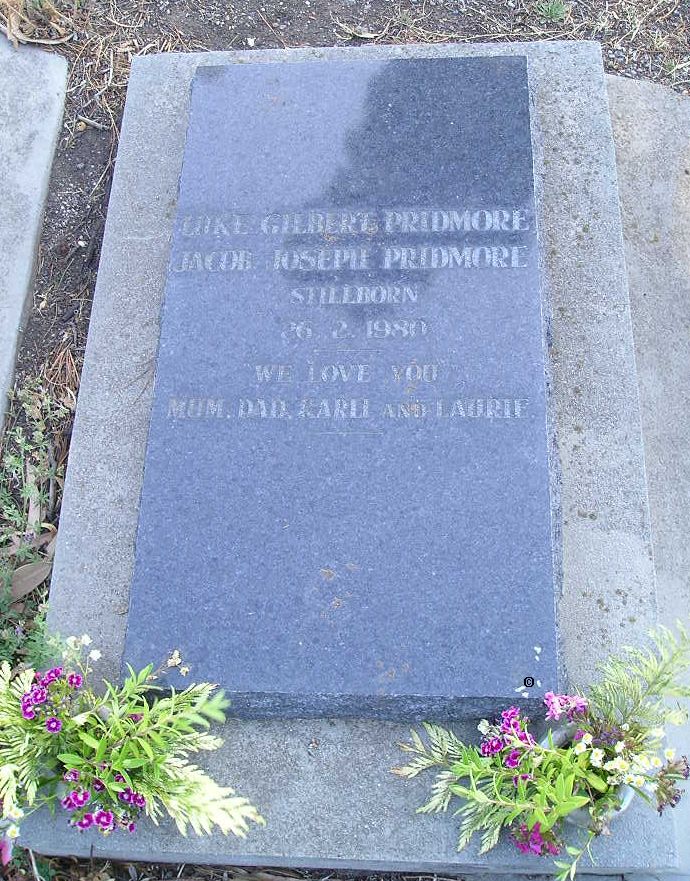 LUKE GILBERT PRIDMORE
JACOB JOSEPH PRIDMORE
STILLBORN
26. 2. 1980
WE LOVE YOU
MUM, DAD, KARLI AND LAURIE
©